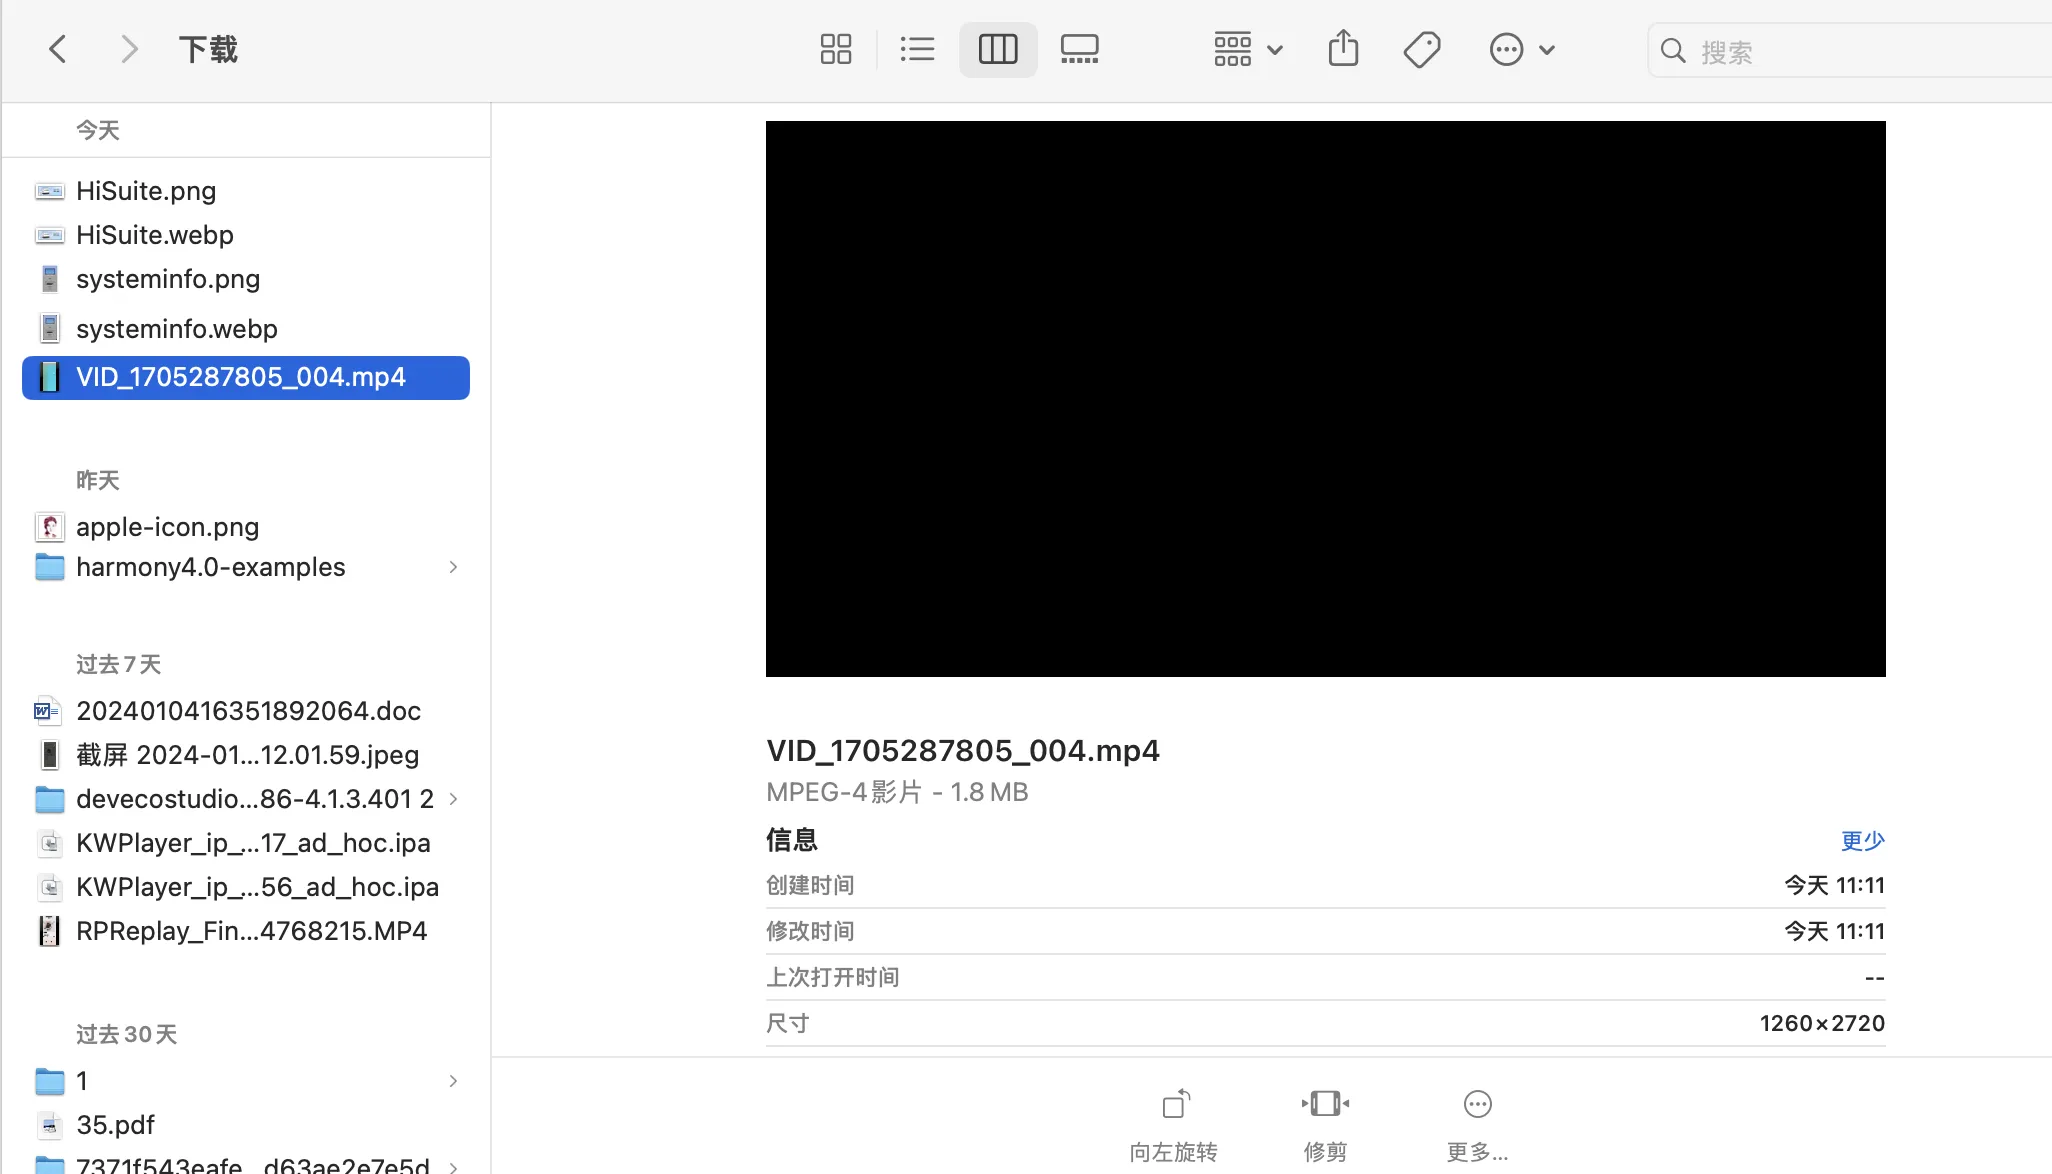 下载
搜索
今天
HiSuite.png
HiSuite.webp
systeminfo.png
systeminfo.webp
VID_1705287805_004.mp4
昨天
apple-icon.png
harmony4.0-examples
过去7天
2024010416351892064.doc
截屏 2024-01...12.01.59.jpeg
devecostudio...86-4.1.3.401 2
KWPlayer_ip_...17_ad_hoc.ipa
KWPlayer_ip_...56_ad_hoc.ipa
RPReplay_Fin...4768215.MP4
过去30天
1
35.pdf
7371f543eafe...d63ae2e7e5d
VID_1705287805_004.mp4
MPEG-4影片 - 1.8 MB
信息 更少
创建时间 今天 11:11
修改时间 今天 11:11
上次打开时间 --
尺寸 1260×2720
向左旋转 修剪 更多...